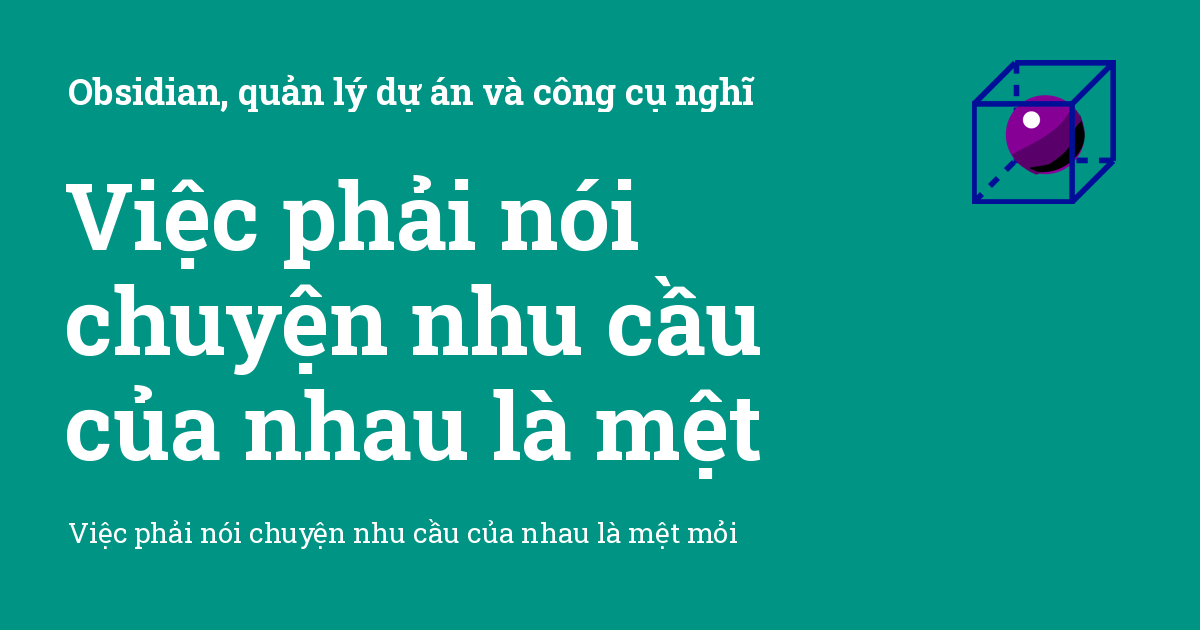 Obsidian, quản lý dự án và công cụ nghĩ
Việc phải nói
chuyện nhu cầu
của nhau là mệt
Việc phải nói chuyện nhu cầu của nhau là mệt mỏi